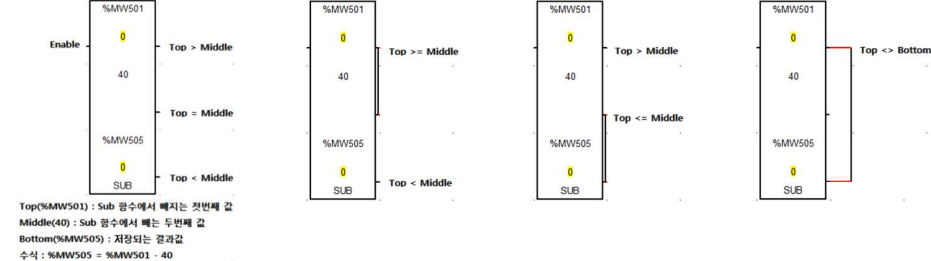 %MW501
0
Enable
Top > Middle
40
Top = Middle
%MW505
0
Top < Middle
SUB
%MW501
0
Top >= Middle
40
%MW505
0
Top < Middle
SUB
%MW501
0
Top > Middle
40
Top <= Middle
%MW505
0
SUB
%MW501
0
Top <> Bottom
40
%MW505
0
SUB
Top(%MW501) : Sub 함수에서 빼지는 첫번째 값
Middle(40) : Sub 함수에서 빼는 두번째 값
Bottom(%MW505) : 저장되는 결과값
수식 : %MW505 = %MW501 - 40